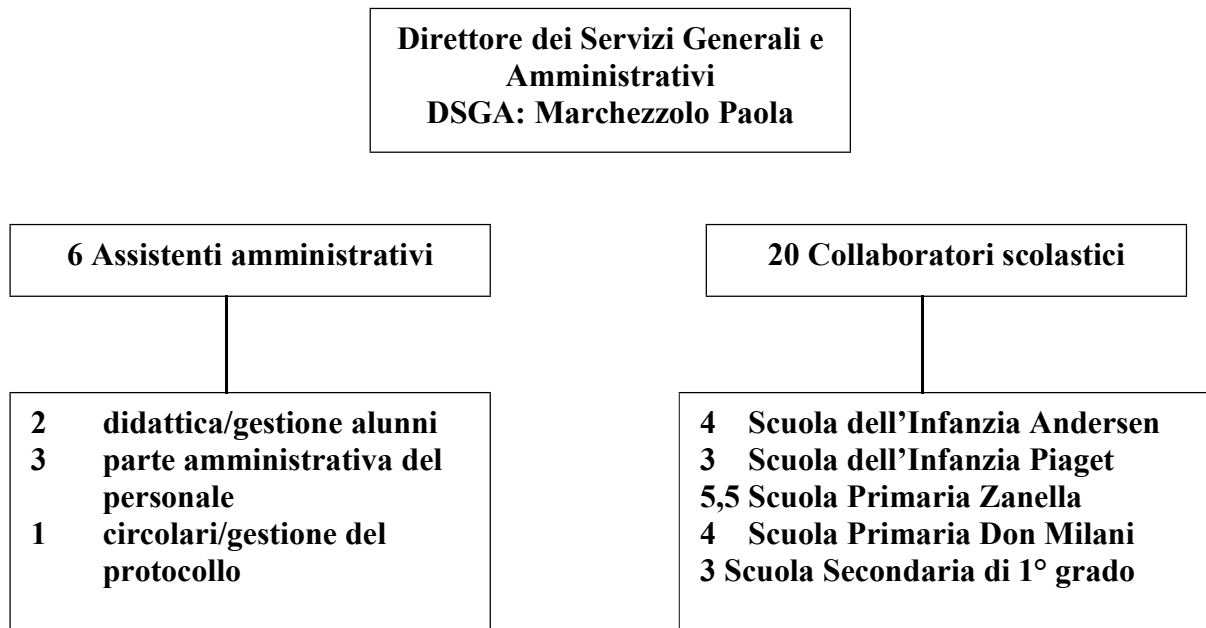 Direttore dei Servizi Generali e
Amministrativi
DSGA: Marchezzolo Paola
6 Assistenti amministrativi
20 Collaboratori scolastici
2 didattica/gestione alunni
3 parte amministrativa del
personale
1 circolari/gestione del
protocollo
4 Scuola dell’Infanzia Andersen
3 Scuola dell’Infanzia Piaget
5,5 Scuola Primaria Zanella
4 Scuola Primaria Don Milani
3 Scuola Secondaria di 1° grado